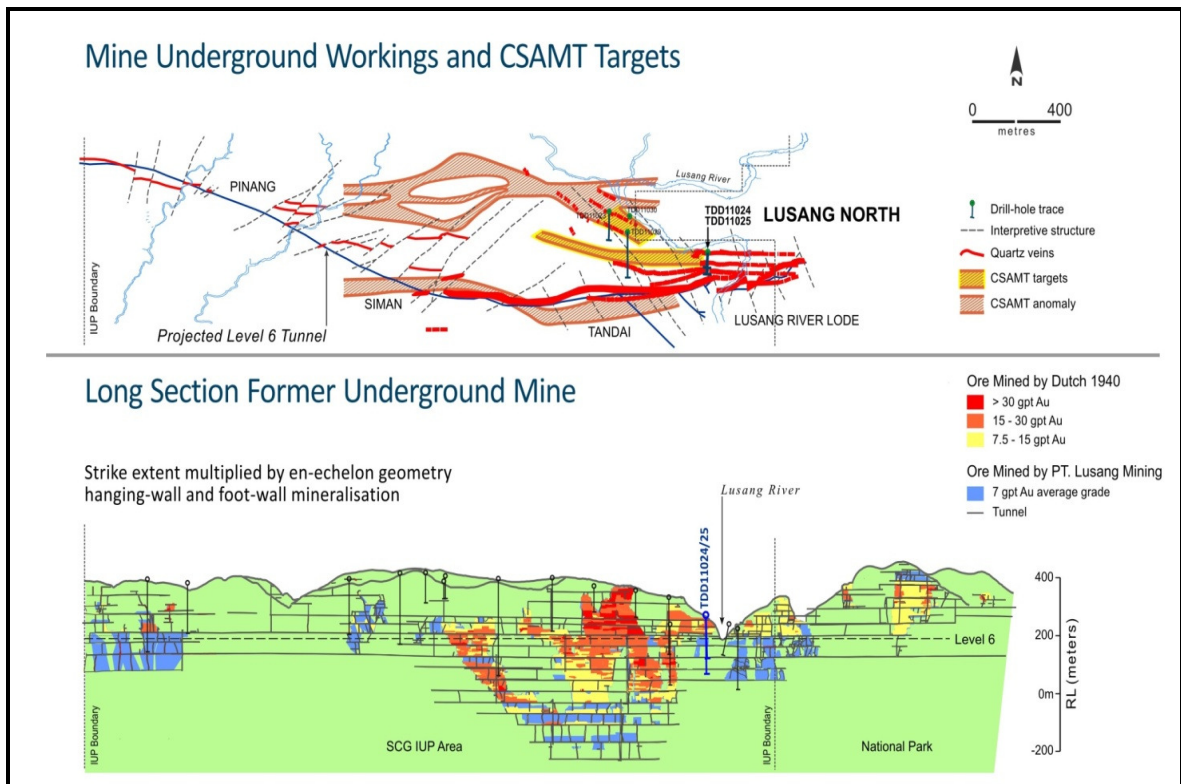 Mine Underground Workings and CSAMT Targets
N
0 400
metres
PINANG
Lusang River
TDD11024
TDD11025
LUSANG NORTH
IUP Boundary
SIMAN
TANDAI
LUSANG RIVER LODE
Projected Level 6 Tunnel
Drill-hole trace
Interpretive structure
Quartz veins
CSAMT targets
CSAMT anomaly
Long Section Former Underground Mine
Strike extent multiplied by en-echelon geometry
hanging-wall and foot-wall mineralisation
Ore Mined by Dutch 1940
> 30 gpt Au
15 - 30 gpt Au
7.5 - 15 gpt Au
Ore Mined by PT. Lusang Mining
7 gpt Au average grade
Tunnel
Lusang River
TDD11024/25
400
200
0m
-200
RL (meters)
Level 6
IUP Boundary
SCG IUP Area
IUP Boundary
National Park